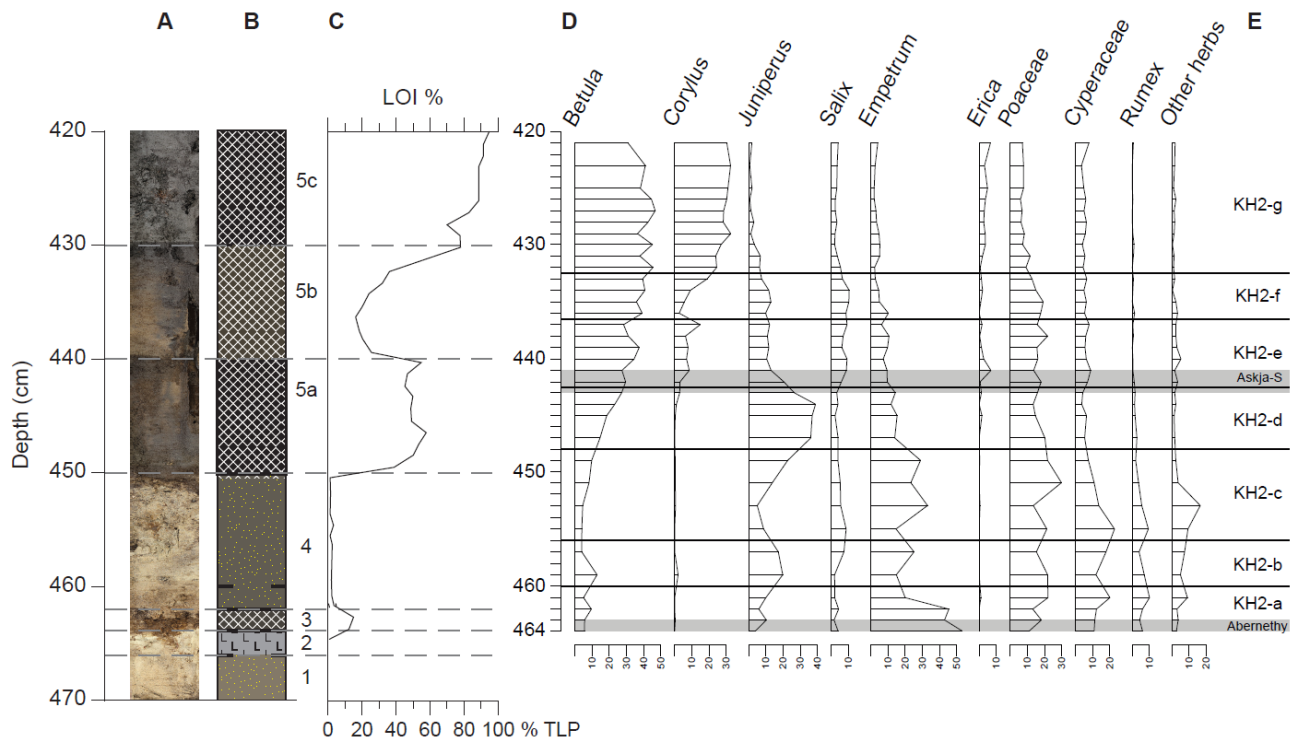 A B C D E
LOI %
Betula
Corylus
Juniperus
Salix
Empetrum
Erica
Poaceae
Cyperaceae
Rumex
Other herbs
Depth (cm)
420
430
440
450
460
470
5c
5b
5a
4
3
2
1
L L L
L L
0 20 40 60 80 100 % TLP
420
430
440
450
460
464
KH2-g
KH2-f
KH2-e
Askja-S
KH2-d
KH2-c
KH2-b
KH2-a
Abernethy
10 20 30 40 50
10 20 30
10 20 30 40
10
10 20 30 40 50
10
10 20 30
10 20
10
10 20